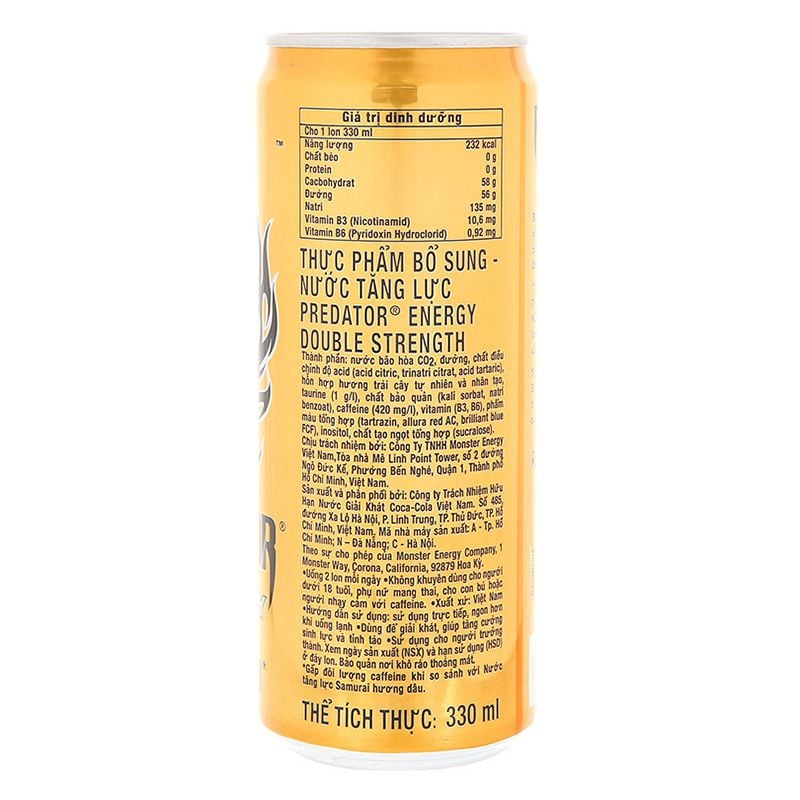 ™
Giá trị dinh dưỡng
Cho 1 lon 330 ml
Năng lượng 232 kcal
Chất béo 0 g
Protein 0 g
Cacbohydrat 58 g
Đường 56 g
Natri 135 mg
Vitamin B3 (Nicotinamid) 10,6 mg
Vitamin B6 (Pyridoxin Hydroclorid) 0,92 mg
THỰC PHẨM BỔ SUNG -
NƯỚC TĂNG LỰC
PREDATOR® ENERGY
DOUBLE STRENGTH
Thành phần: nước bão hòa CO2, đường, chất điều
chỉnh độ acid (acid citric, trinatri citrat, acid tartaric),
hỗn hợp hương trái cây tự nhiên và nhân tạo,
taurine (1 g/l), chất bảo quản (kali sorbat, natri
benzoat), caffeine (420 mg/l), vitamin (B3, B6), phẩm
màu tổng hợp (tartrazin, allura red AC, brilliant blue
FCF), inositol, chất tạo ngọt tổng hợp (sucralose).
Chịu trách nhiệm bởi: Công Ty TNHH Monster Energy
Việt Nam,Tòa nhà Mê Linh Point Tower, số 2 đường
Ngô Đức Kế, Phường Bến Nghé, Quận 1, Thành phố
Hồ Chí Minh, Việt Nam.
Sản xuất và phân phối bởi: Công ty Trách Nhiệm Hữu
Hạn Nước Giải Khát Coca-Cola Việt Nam. Số 485,
đường Xa Lộ Hà Nội, P. Linh Trung, TP. Thủ Đức, TP. Hồ
Chí Minh, Việt Nam, Mã nhà máy sản xuất: A - Tp. Hồ
Chí Minh; N – Đà Nẵng; C - Hà Nội.
Theo sự cho phép của Monster Energy Company, 1
Monster Way, Corona, California, 92879 Hoa Kỳ.
•Uống 2 lon mỗi ngày •Không khuyên dùng cho người
dưới 18 tuổi, phụ nữ mang thai, cho con bú hoặc
người nhạy cảm với caffeine. •Xuất xứ: Việt Nam
•Hướng dẫn sử dụng: sử dụng trực tiếp, ngon hơn
khi uống lạnh •Dùng để giải khát, giúp tăng cường
sinh lực và tỉnh táo •Sử dụng cho người trưởng
thành. Xem ngày sản xuất (NSX) và hạn sử dụng (HSD)
ở đáy lon. Bảo quản nơi khô ráo thoáng mát.
*Gấp đôi lượng caffeine khi so sánh với Nước
tăng lực Samurai hương dâu.
THỂ TÍCH THỰC: 330 ml
OR®